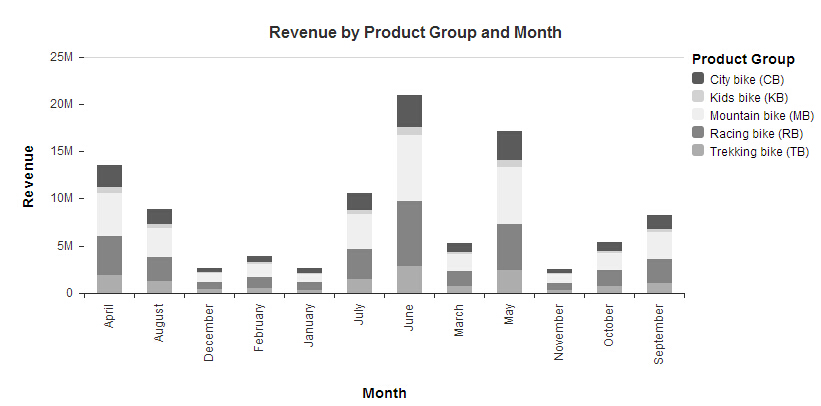 Revenue by Product Group and Month
25M
20M
15M
10M
5M
0
Revenue
April
August
December
February
January
July
June
March
May
November
October
September
Month
Product Group
City bike (CB)
Kids bike (KB)
Mountain bike (MB)
Racing bike (RB)
Trekking bike (TB)